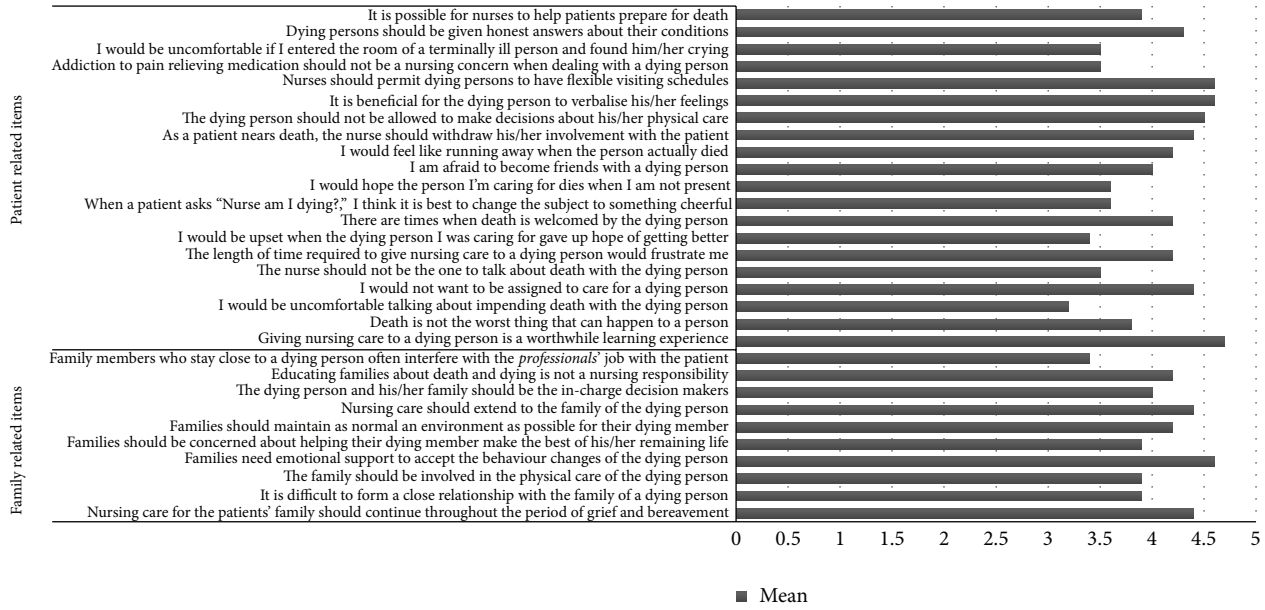 Patient related items
It is possible for nurses to help patients prepare for death
Dying persons should be given honest answers about their conditions
I would be uncomfortable if I entered the room of a terminally ill person and found him/her crying
Addiction to pain relieving medication should not be a nursing concern when dealing with a dying person
Nurses should permit dying persons to have flexible visiting schedules
It is beneficial for the dying person to verbalise his/her feelings
The dying person should not be allowed to make decisions about his/her physical care
As a patient nears death, the nurse should withdraw his/her involvement with the patient
I would feel like running away when the person actually died
I am afraid to become friends with a dying person
I would hope the person I'm caring for dies when I am not present
When a patient asks “Nurse am I dying?,” I think it is best to change the subject to something cheerful
There are times when death is welcomed by the dying person
I would be upset when the dying person I was caring for gave up hope of getting better
The length of time required to give nursing care to a dying person would frustrate me
The nurse should not be the one to talk about death with the dying person
I would not want to be assigned to care for a dying person
I would be uncomfortable talking about impending death with the dying person
Death is not the worst thing that can happen to a person
Giving nursing care to a dying person is a worthwhile learning experience
Family related items
Family members who stay close to a dying person often interfere with the professionals' job with the patient
Educating families about death and dying is not a nursing responsibility
The dying person and his/her family should be the in-charge decision makers
Nursing care should extend to the family of the dying person
Families should maintain as normal an environment as possible for their dying member
Families should be concerned about helping their dying member make the best of his/her remaining life
Families need emotional support to accept the behaviour changes of the dying person
The family should be involved in the physical care of the dying person
It is difficult to form a close relationship with the family of a dying person
Nursing care for the patients' family should continue throughout the period of grief and bereavement
0 0.5 1 1.5 2 2.5 3 3.5 4 4.5 5
Mean